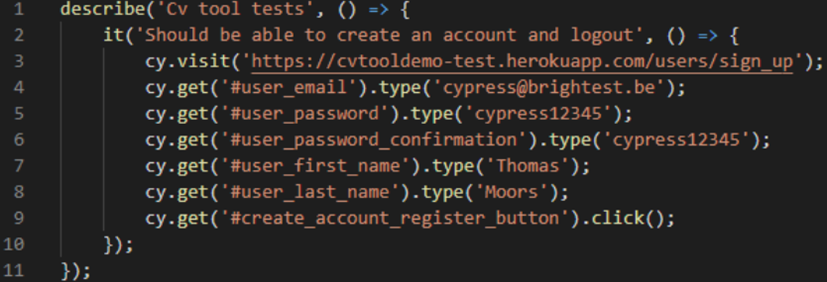 1 describe('Cv tool tests', () => {
2 it('Should be able to create an account and logout', () => {
3 cy.visit('https://cvtooldemo-test.herokuapp.com/users/sign_up');
4 cy.get('#user_email').type('cypress@brightest.be');
5 cy.get('#user_password').type('cypress12345');
6 cy.get('#user_password_confirmation').type('cypress12345');
7 cy.get('#user_first_name').type('Thomas');
8 cy.get('#user_last_name').type('Moors');
9 cy.get('#create_account_register_button').click();
10 });
11 });